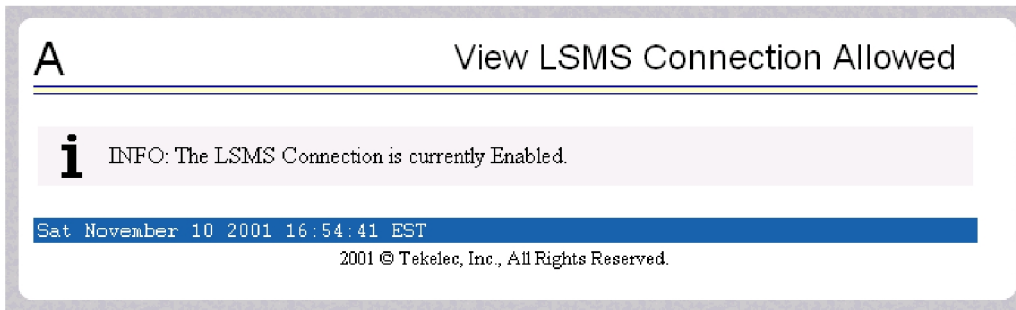 A
View LSMS Connection Allowed
i
INFO: The LSMS Connection is currently Enabled.
Sat November 10 2001 16:54:41 EST
2001 © Tekelec, Inc., All Rights Reserved.